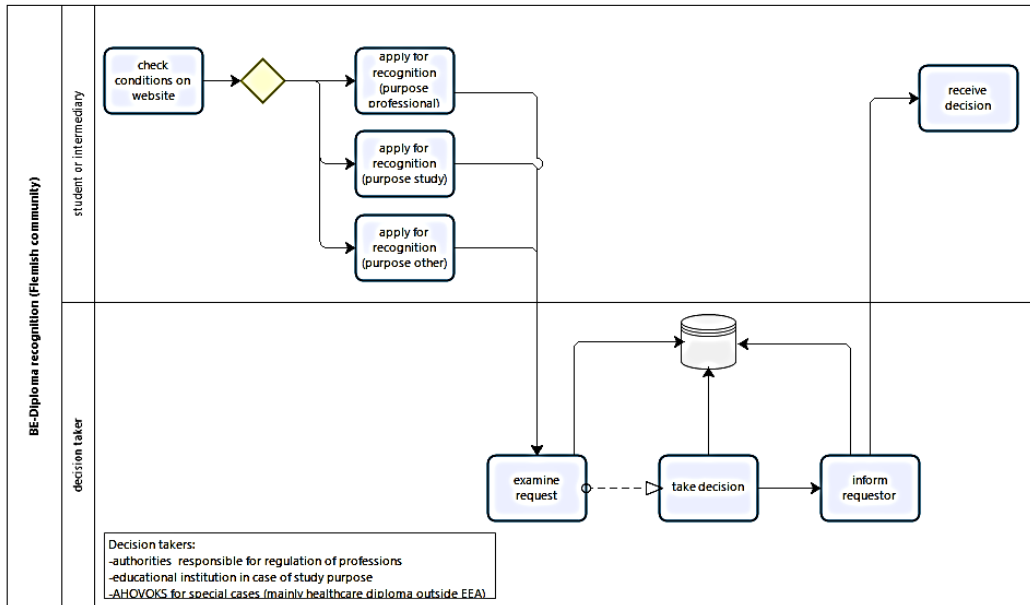 BE-Diploma recognition (Flemish community)
student or intermediary
check
conditions on
website
apply for
recognition
(purpose
professional)
apply for
recognition
(purpose study)
apply for
recognition
(purpose other)
receive
decision
decision taker
examine
request
take decision
inform
requestor
Decision takers:
-authorities responsible for regulation of professions
-educational institution in case of study purpose
-AHOVOKS for special cases (mainly healthcare diploma outside EEA)